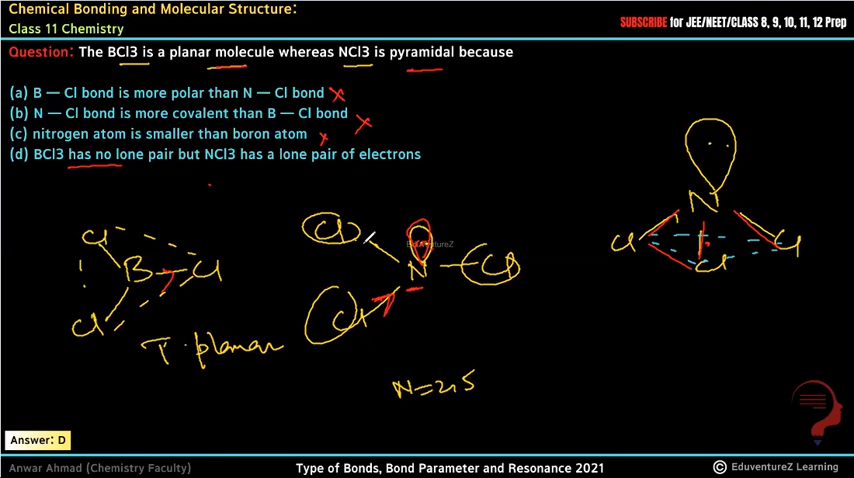 Chemical Bonding and Molecular Structure:
Class 11 Chemistry
SUBSCRIBE for JEE/NEET/CLASS 8, 9, 10, 11, 12 Prep
Question: The BCl3 is a planar molecule whereas NCl3 is pyramidal because
(a) B — Cl bond is more polar than N — Cl bond
(b) N — Cl bond is more covalent than B — Cl bond
(c) nitrogen atom is smaller than boron atom
(d) BCl3 has no lone pair but NCl3 has a lone pair of electrons
N
Cl Cl
Cl
Cl Cl
B Cl
EduventureZ
N Cl
Cl Cl
T. planar
N = 2, 5
Answer: D
Anwar Ahmad (Chemistry Faculty)
Type of Bonds, Bond Parameter and Resonance 2021
© EduventureZ Learning